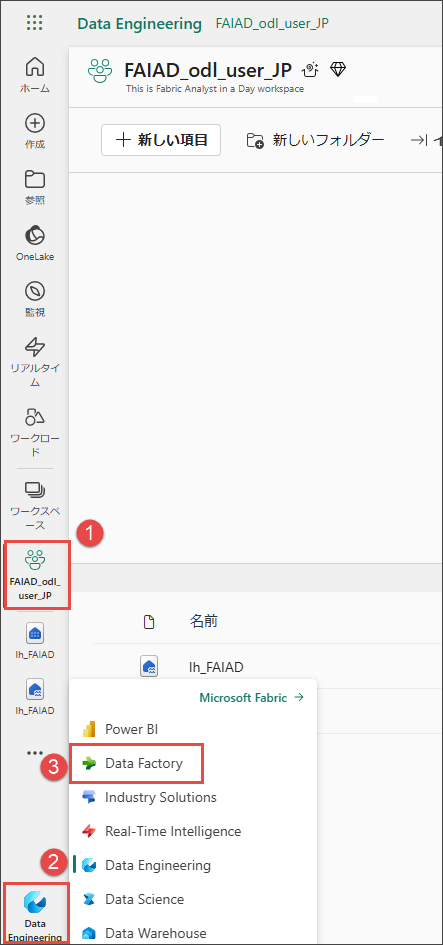 Data Engineering FAIAD_odl_user_JP
ホーム
作成
参照
OneLake
監視
リアルタイ
ム
ワークロー
ド
ワークスペ
ース
1
FAIAD_odl_
user_JP
lh_FAIAD
lh_FAIAD
3
2
Data
Engineering
FAIAD_odl_user_JP
This is Fabric Analyst in a Day workspace
新しい項目 新しいフォルダー
名前
lh_FAIAD
Microsoft Fabric
Power BI
Data Factory
Industry Solutions
Real-Time Intelligence
Data Engineering
Data Science
Data Warehouse